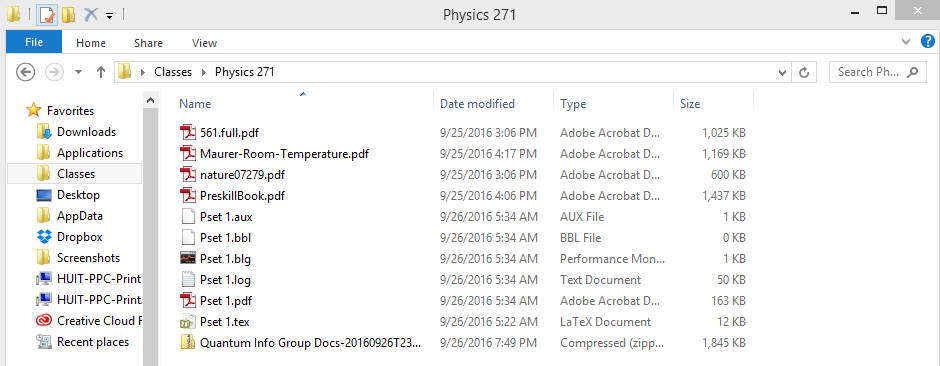 Physics 271
File Home Share View
Classes Physics 271 Search Ph...
Favorites
Downloads
Applications
Classes
Desktop
AppData
Dropbox
Screenshots
HUIT-PPC-Print
HUIT-PPC-Print
Creative Cloud F
Recent places
Name Date modified Type Size
561.full.pdf 9/25/2016 3:06 PM Adobe Acrobat D... 1,025 KB
Maurer-Room-Temperature.pdf 9/25/2016 4:17 PM Adobe Acrobat D... 1,169 KB
nature07279.pdf 9/25/2016 3:06 PM Adobe Acrobat D... 600 KB
PreskillBook.pdf 9/25/2016 4:06 PM Adobe Acrobat D... 1,437 KB
Pset 1.aux 9/26/2016 5:34 AM AUX File 1 KB
Pset 1.bbl 9/26/2016 5:34 AM BBL File 0 KB
Pset 1.blg 9/26/2016 5:34 AM Performance Mon... 1 KB
Pset 1.log 9/26/2016 5:34 AM Text Document 50 KB
Pset 1.pdf 9/26/2016 5:34 AM Adobe Acrobat D... 163 KB
Pset 1.tex 9/26/2016 5:22 AM LaTeX Document 12 KB
Quantum Info Group Docs-20160926T23... 9/26/2016 7:49 PM Compressed (zipp... 1,845 KB